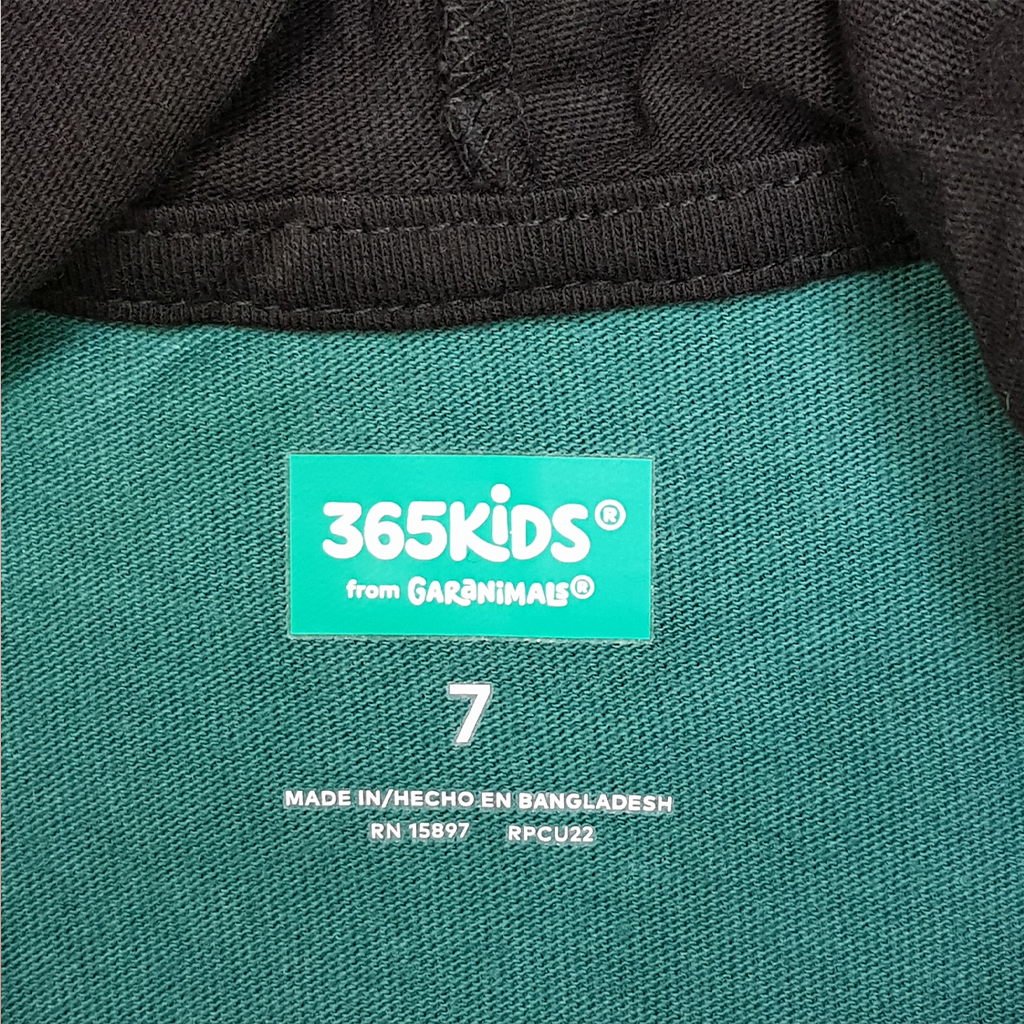 365KiDS®
from GARaNiMALS®
7
MADE IN/HECHO EN BANGLADESH
RN 15897 RPCU22